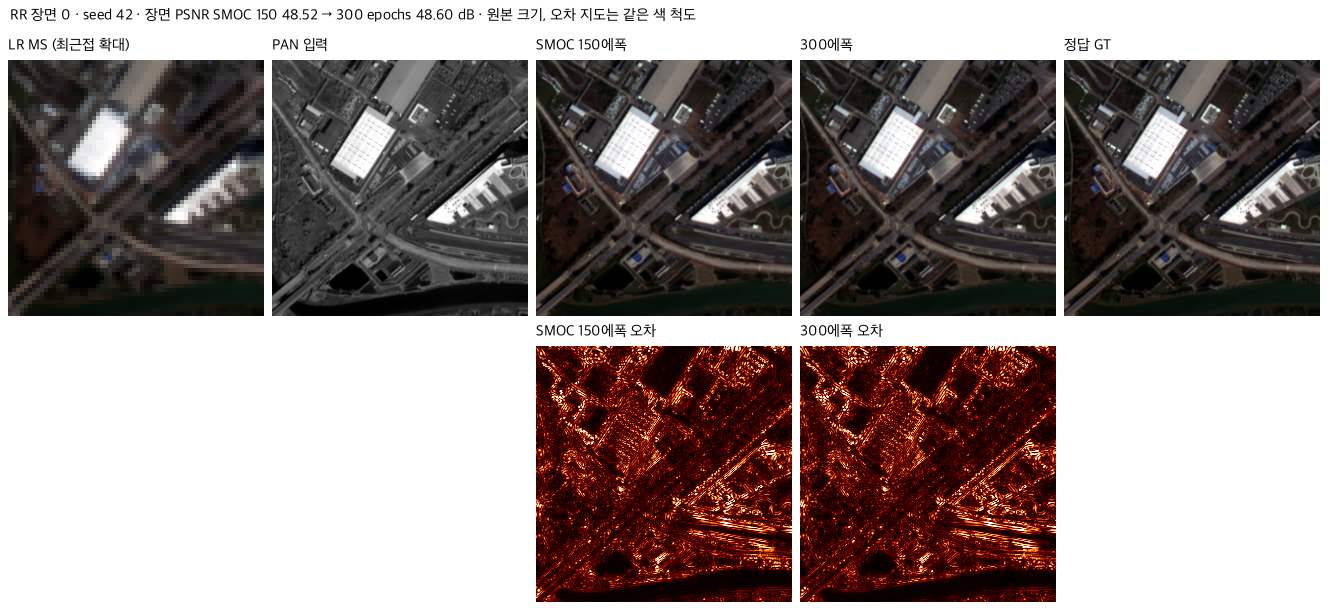 RR 장면 0 · seed 42 · 장면 PSNR SMOC 150 48.52 → 300 epochs 48.60 dB · 원본 크기, 오차 지도는 같은 색 척도
LR MS (최근접 확대)
PAN 입력
SMOC 150에폭
300에폭
정답 GT
SMOC 150에폭 오차
300에폭 오차